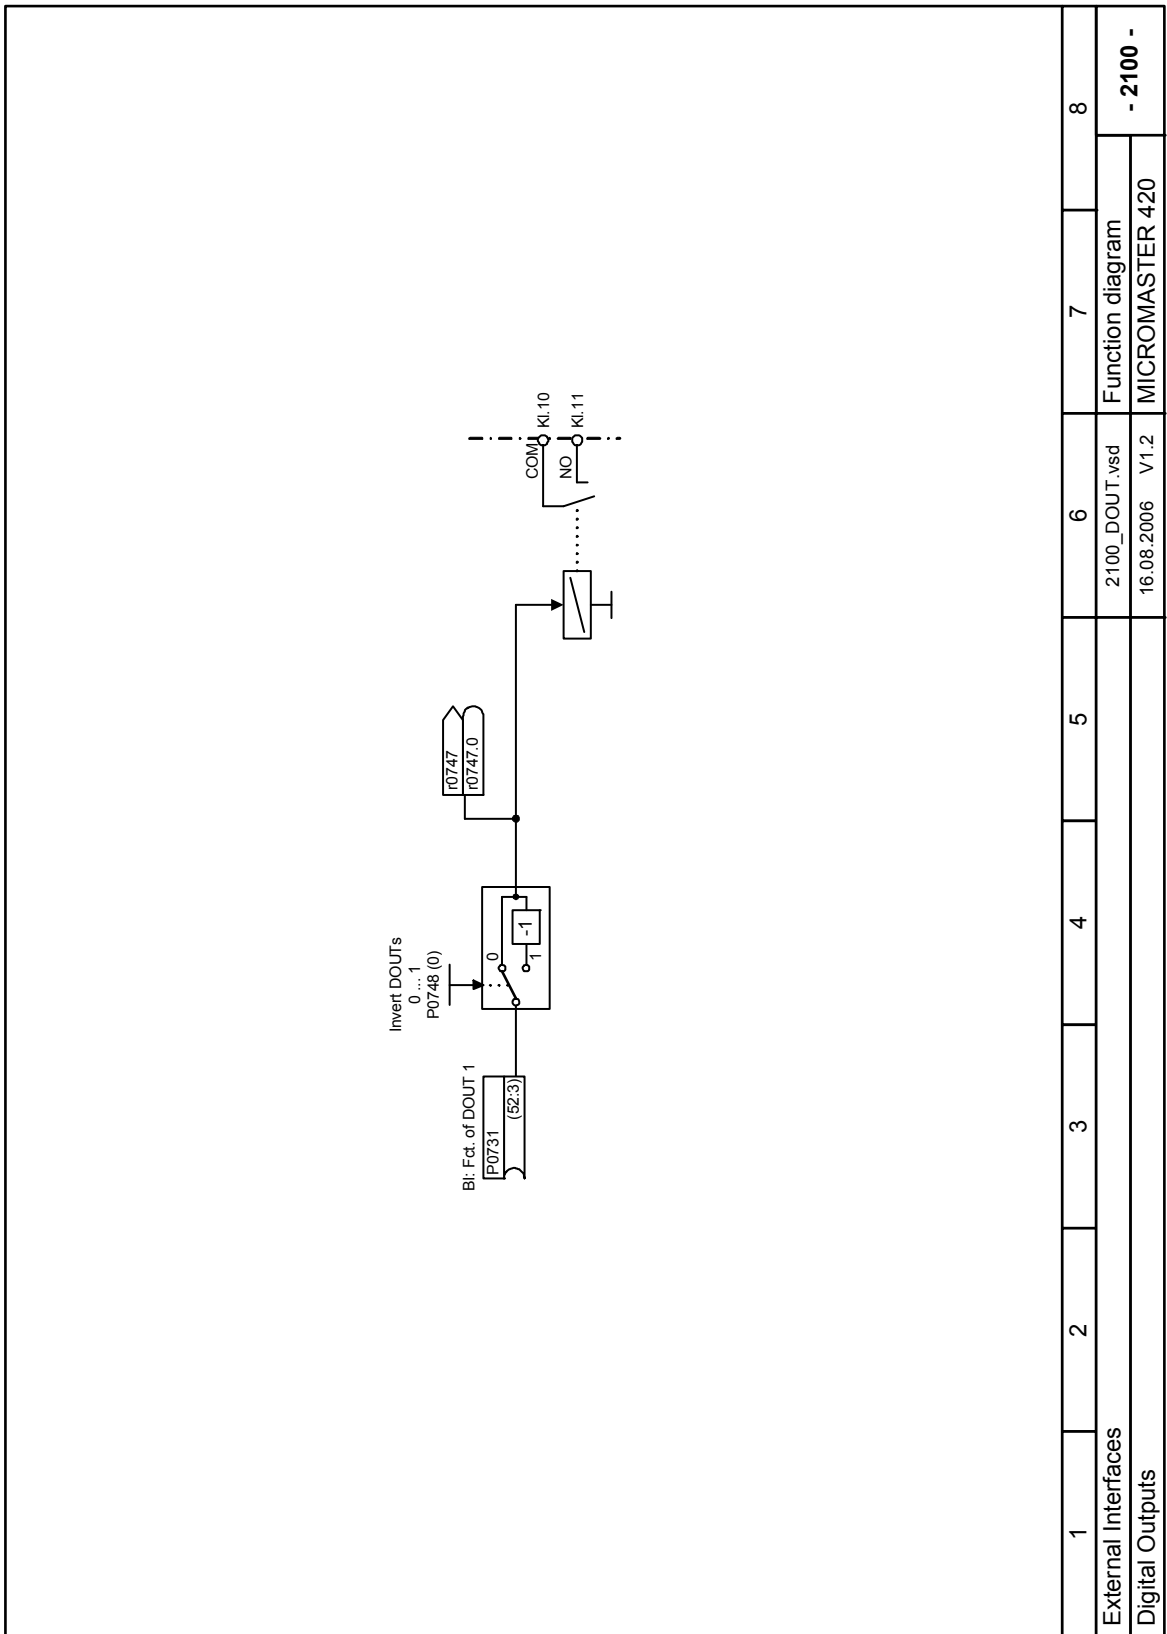 Invert DOUTs
0 ... 1
P0748 (0)
BI: Fct. of DOUT 1
P0731
(52:3)
0
1
-1
r0747
r0747.0
COM
Kl.10
NO
Kl.11
1 2 3 4 5 6 7 8
External Interfaces
2100_DOUT.vsd
Function diagram
- 2100 -
Digital Outputs
16.08.2006 V1.2
MICROMASTER 420